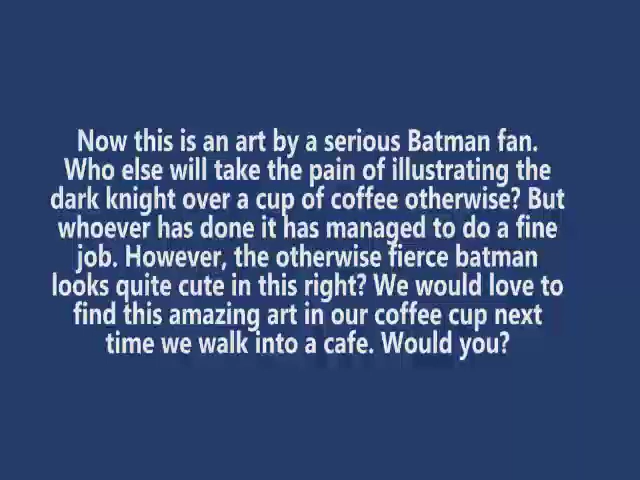 Now this is an art by a serious Batman fan.
Who else will take the pain of illustrating the
dark knight over a cup of coffee otherwise? But
whoever has done it has managed to do a fine
job. However, the otherwise fierce batman
looks quite cute in this right? We would love to
find this amazing art in our coffee cup next
time we walk into a cafe. Would you?